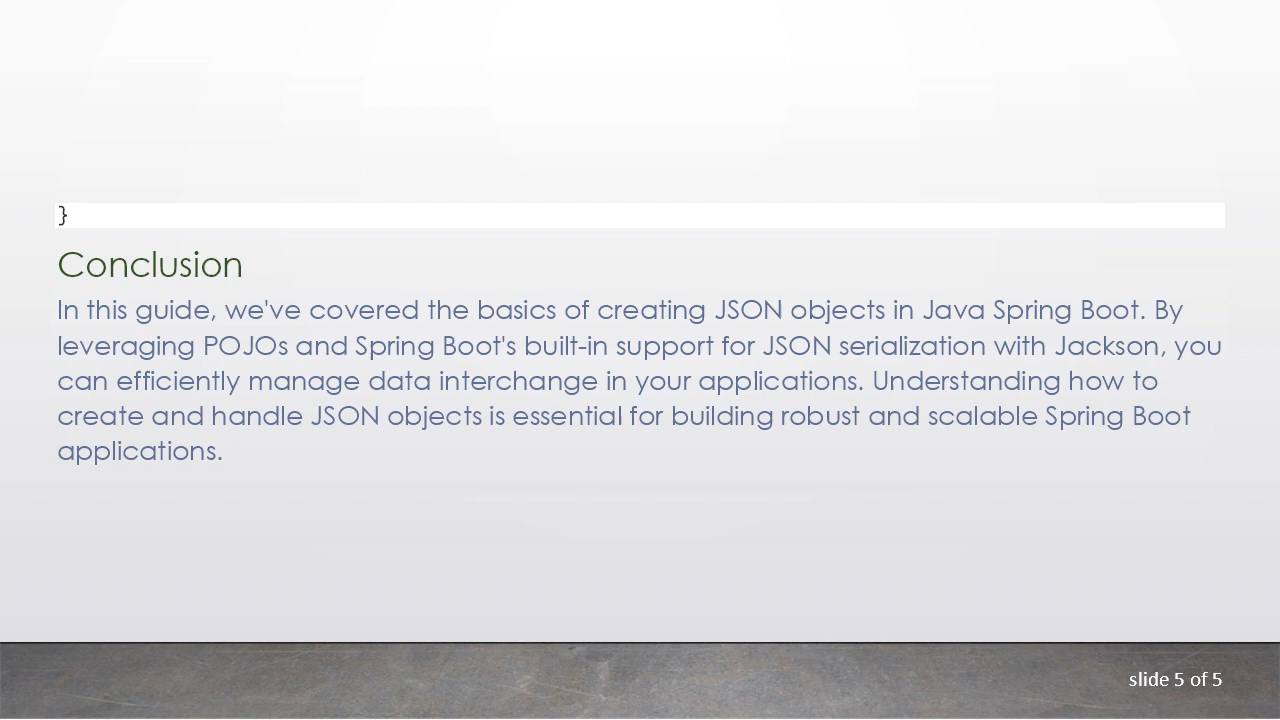 }
Conclusion
In this guide, we've covered the basics of creating JSON objects in Java Spring Boot. By
leveraging POJOs and Spring Boot's built-in support for JSON serialization with Jackson, you
can efficiently manage data interchange in your applications. Understanding how to
create and handle JSON objects is essential for building robust and scalable Spring Boot
applications.
slide 5 of 5